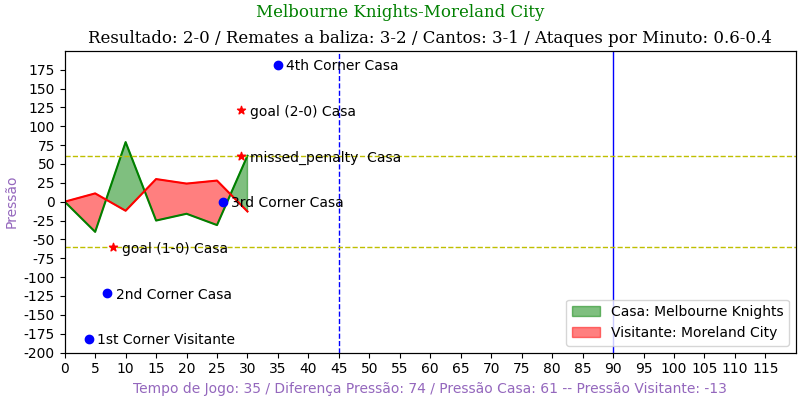 Melbourne Knights-Moreland City
Resultado: 2-0 / Remates a baliza: 3-2 / Cantos: 3-1 / Ataques por Minuto: 0.6-0.4
Pressão
175
150
125
100
75
50
25
0
-25
-50
-75
-100
-125
-150
-175
-200
4th Corner Casa
goal (2-0) Casa
missed_penalty  Casa
3rd Corner Casa
goal (1-0) Casa
2nd Corner Casa
1st Corner Visitante
Casa: Melbourne Knights
Visitante: Moreland City
0 5 10 15 20 25 30 35 40 45 50 55 60 65 70 75 80 85 90 95 100 105 110 115
Tempo de Jogo: 35 / Diferença Pressão: 74 / Pressão Casa: 61 -- Pressão Visitante: -13